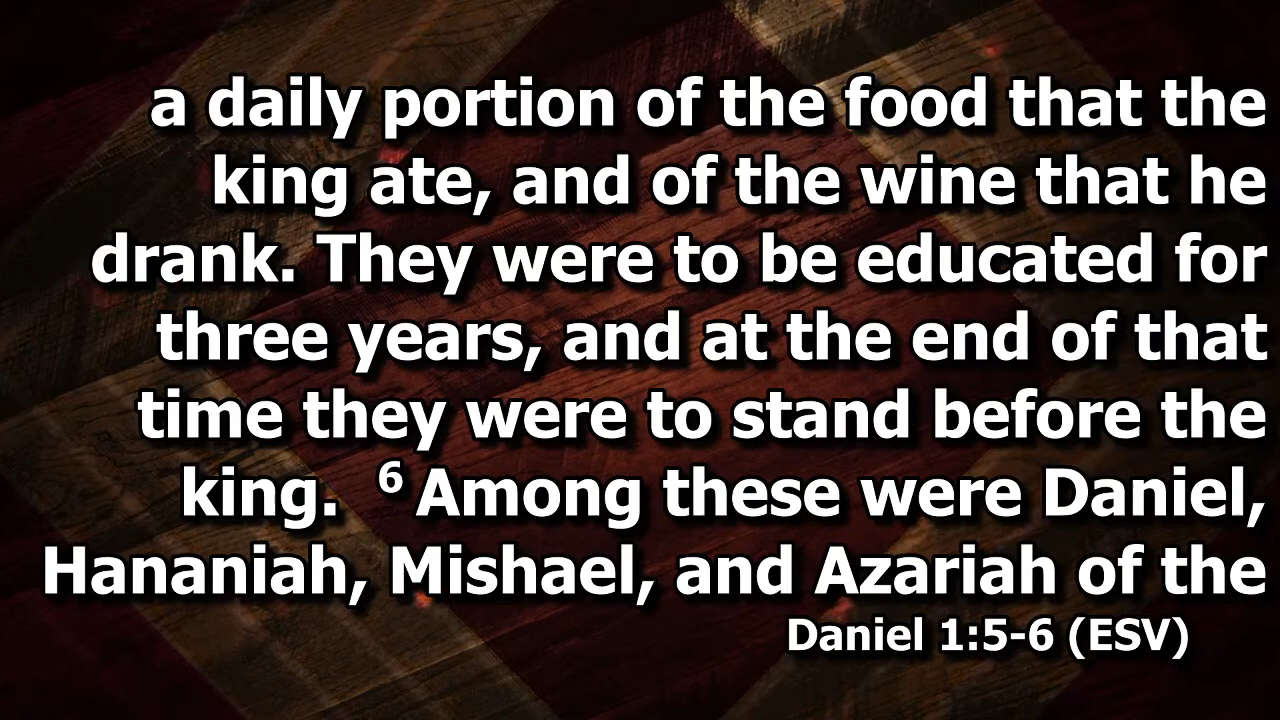 a daily portion of the food that the
king ate, and of the wine that he
drank. They were to be educated for
three years, and at the end of that
time they were to stand before the
king. 6 Among these were Daniel,
Hananiah, Mishael, and Azariah of the
Daniel 1:5-6 (ESV)